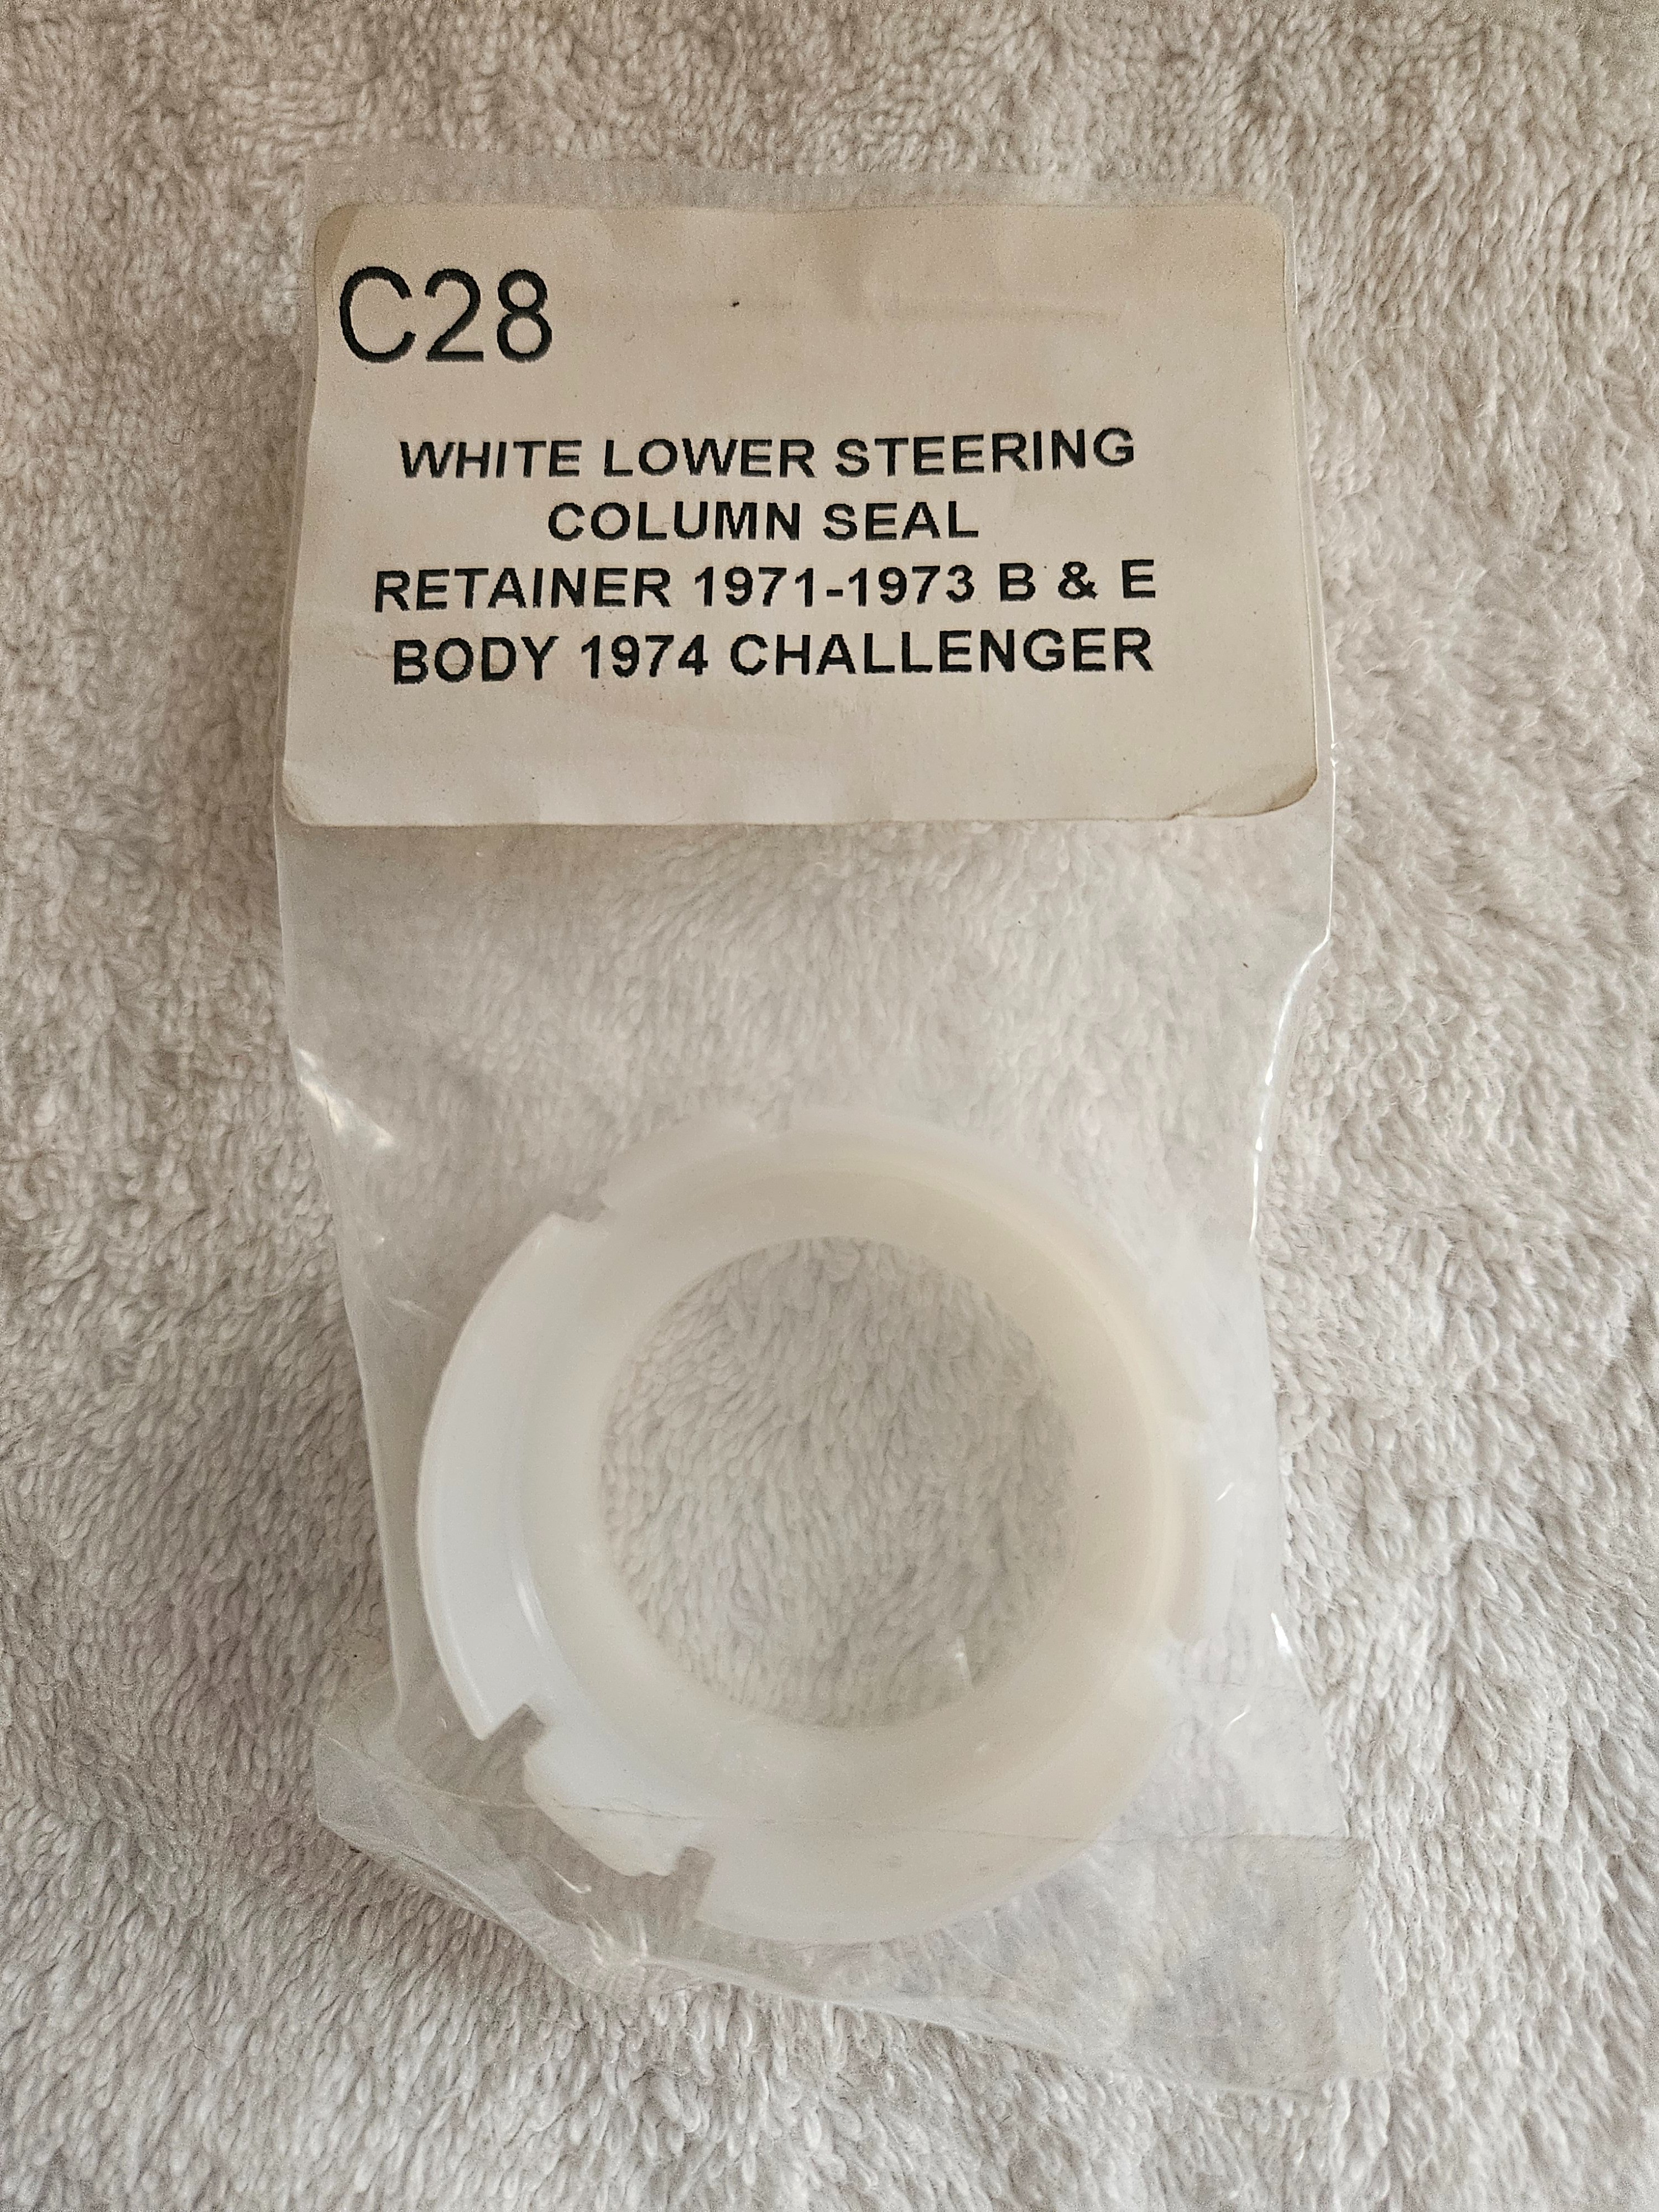 C28
WHITE LOWER STEERING
COLUMN SEAL
RETAINER 1971-1973 B & E
BODY 1974 CHALLENGER